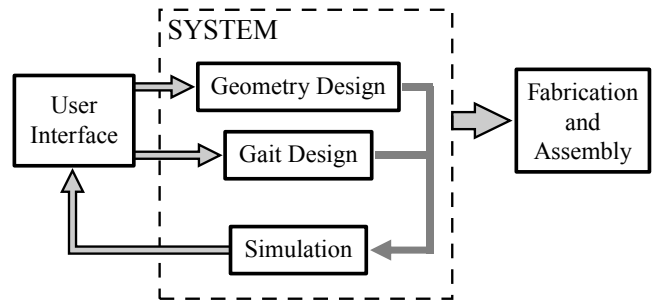 SYSTEM
User
Interface
Geometry Design
Gait Design
Simulation
Fabrication
and
Assembly